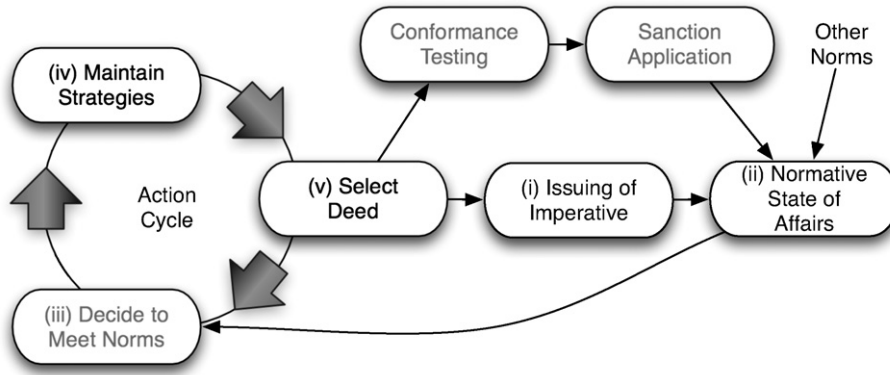 Conformance
Testing
Sanction
Application
Other
Norms
(iv) Maintain
Strategies
Action
Cycle
(v) Select
Deed
(i) Issuing of
Imperative
(ii) Normative
State of
Affairs
(iii) Decide to
Meet Norms